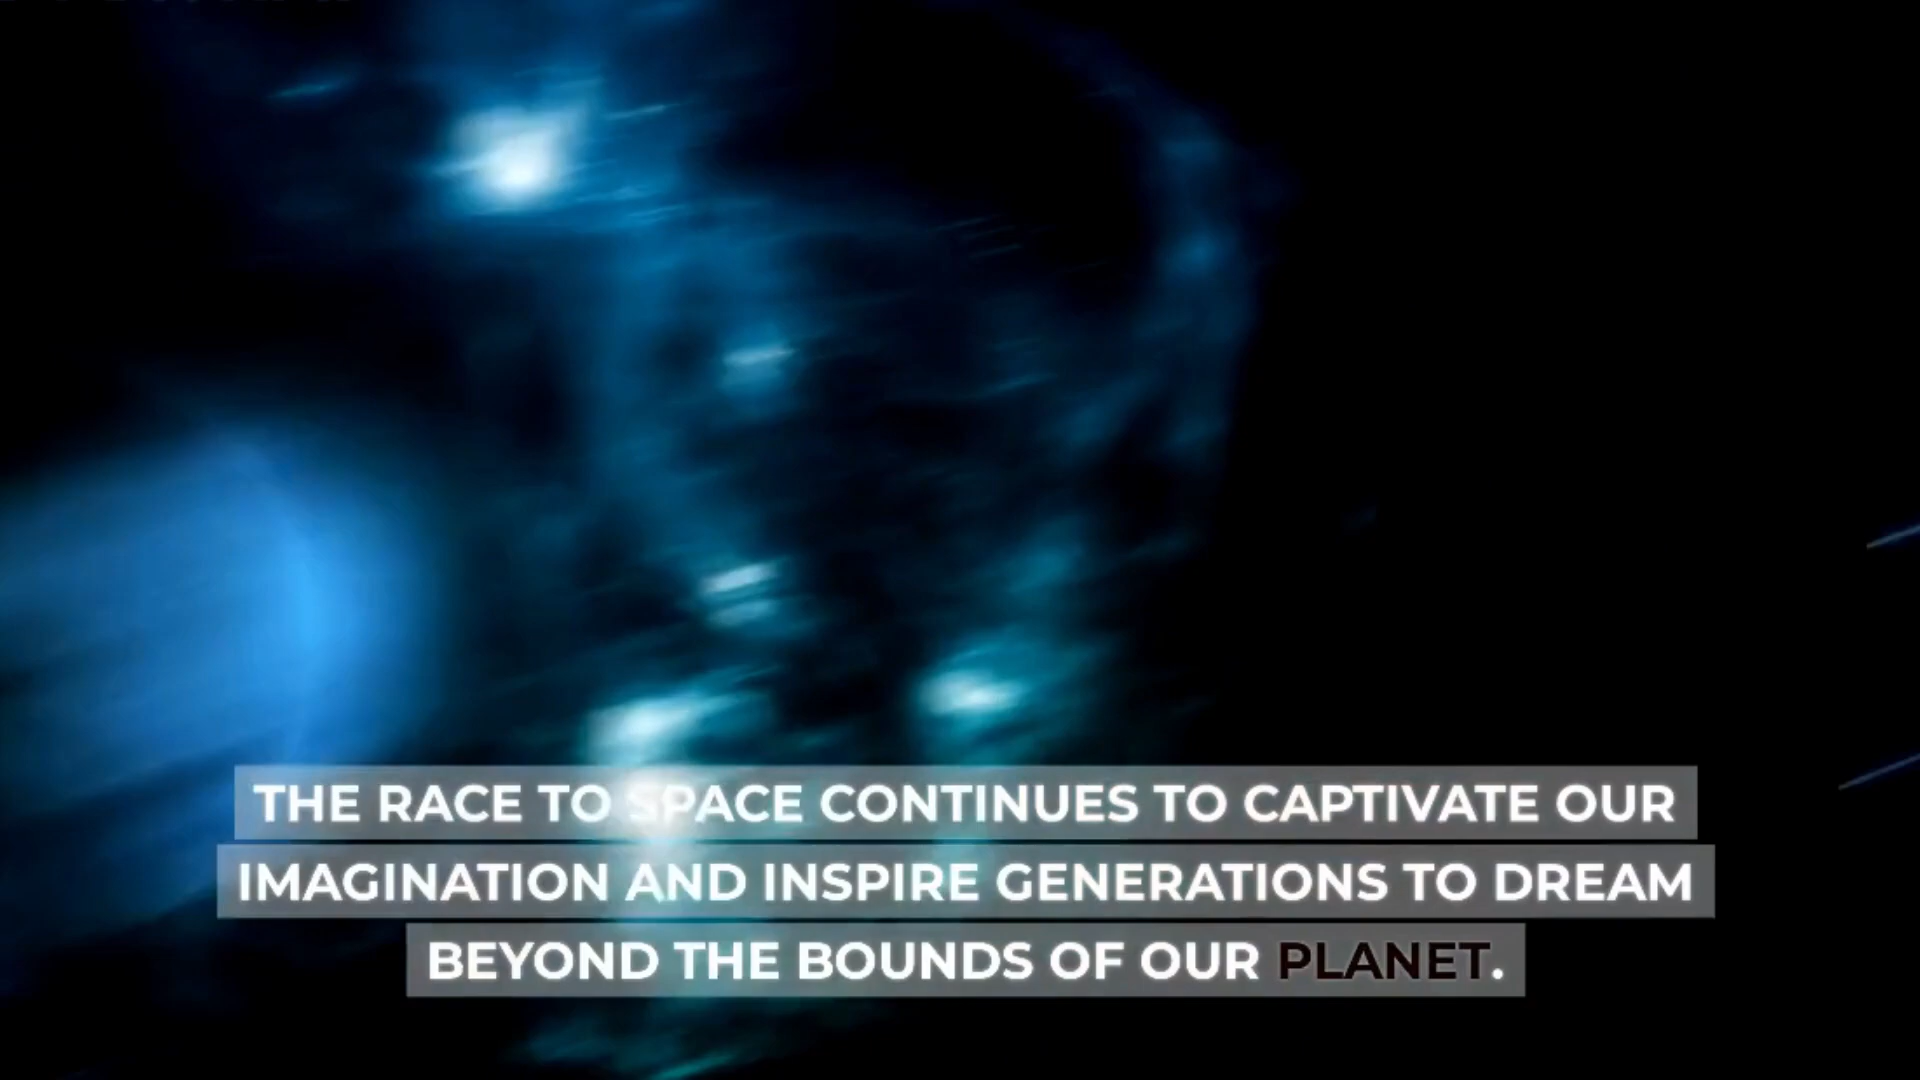 THE RACE TO SPACE CONTINUES TO CAPTIVATE OUR
IMAGINATION AND INSPIRE GENERATIONS TO DREAM
BEYOND THE BOUNDS OF OUR PLANET.